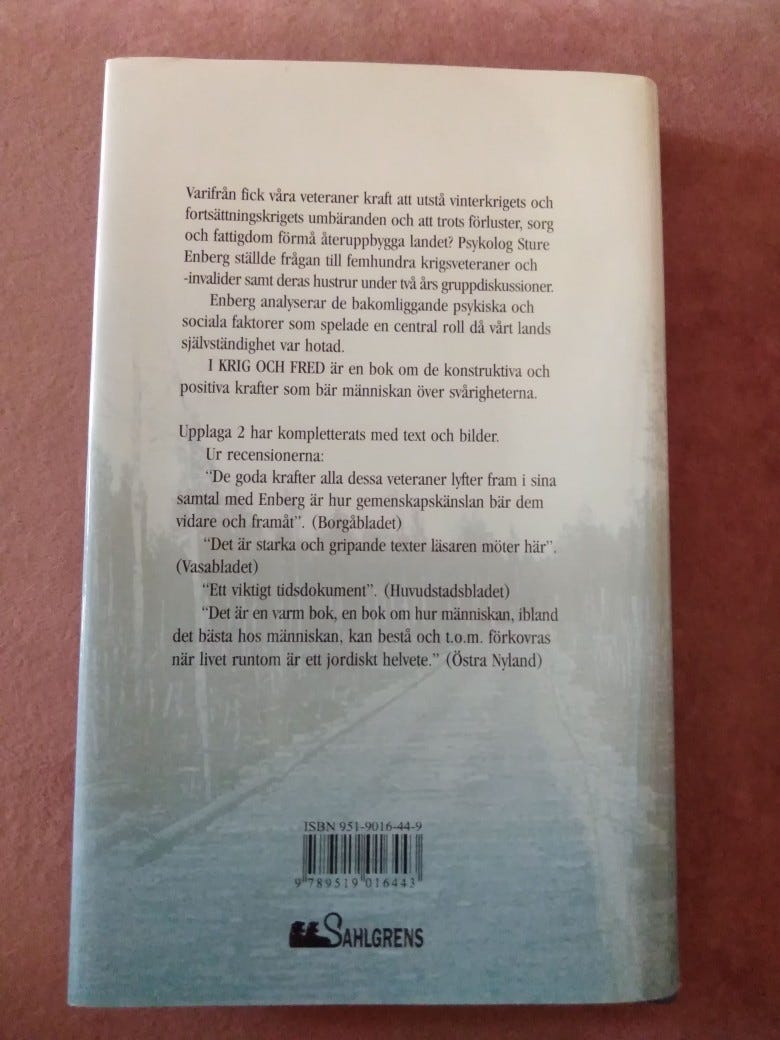 Varifrån fick våra veteraner kraft att utstå vinterkrigets och
fortsättningskrigets umbäranden och att trots förluster, sorg
och fattigdom förmå återuppbygga landet? Psykolog Sture
Enberg ställde frågan till femhundra krigsveteraner och
-invalider samt deras hustrur under två års gruppdiskussioner.
Enberg analyserar de bakomliggande psykiska och
sociala faktorer som spelade en central roll då vårt lands
självständighet var hotad.
I KRIG OCH FRED är en bok om de konstruktiva och
positiva krafter som bär människan över svårigheterna.
Upplaga 2 har kompletterats med text och bilder.
Ur recensionerna:
"De goda krafter alla dessa veteraner lyfter fram i sina
samtal med Enberg är hur gemenskapskänslan bär dem
vidare och framåt". (Borgåbladet)
"Det är starka och gripande texter läsaren möter här".
(Vasabladet)
"Ett viktigt tidsdokument". (Huvudstadsbladet)
"Det är en varm bok, en bok om hur människan, ibland
det bästa hos människan, kan bestå och t.o.m. förkovras
när livet runtom är ett jordiskt helvete." (Östra Nyland)
ISBN 951-9016-44-9
9 789519 016443
SAHLGRENS